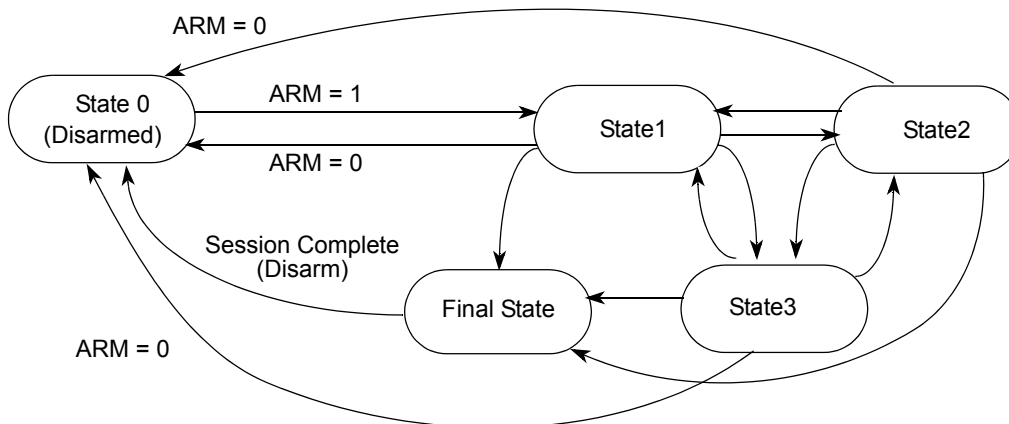 ARM = 0
State 0
(Disarmed)
ARM = 1
ARM = 0
State1
State2
Session Complete
(Disarm)
Final State
State3
ARM = 0